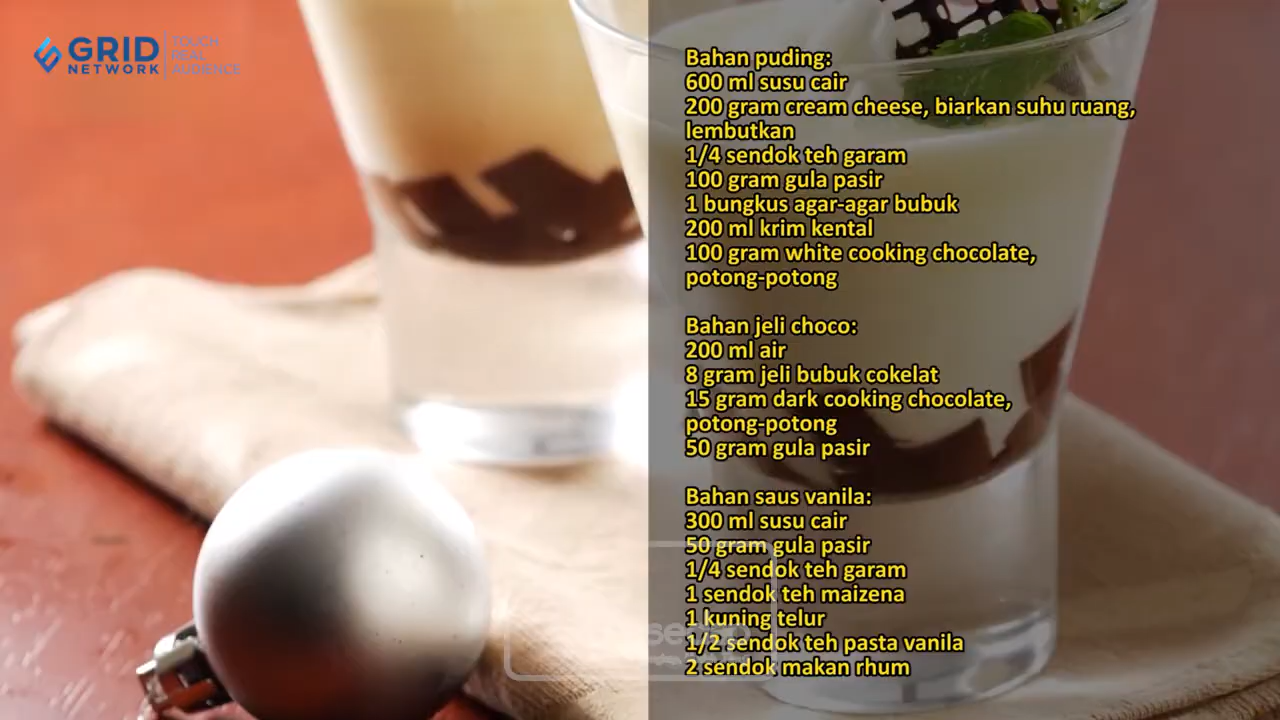 GRID
NETWORK
TOUCH
REAL
AUDIENCE
Bahan puding:
600 ml susu cair
200 gram cream cheese, biarkan suhu ruang,
lembutkan
1/4 sendok teh garam
100 gram gula pasir
1 bungkus agar-agar bubuk
200 ml krim kental
100 gram white cooking chocolate,
potong-potong
Bahan jeli choco:
200 ml air
8 gram jeli bubuk cokelat
15 gram dark cooking chocolate,
potong-potong
50 gram gula pasir
Bahan saus vanila:
300 ml susu cair
50 gram gula pasir
1/4 sendok teh garam
1 sendok teh maizena
1 kuning telur
1/2 sendok teh pasta vanila
2 sendok makan rhum